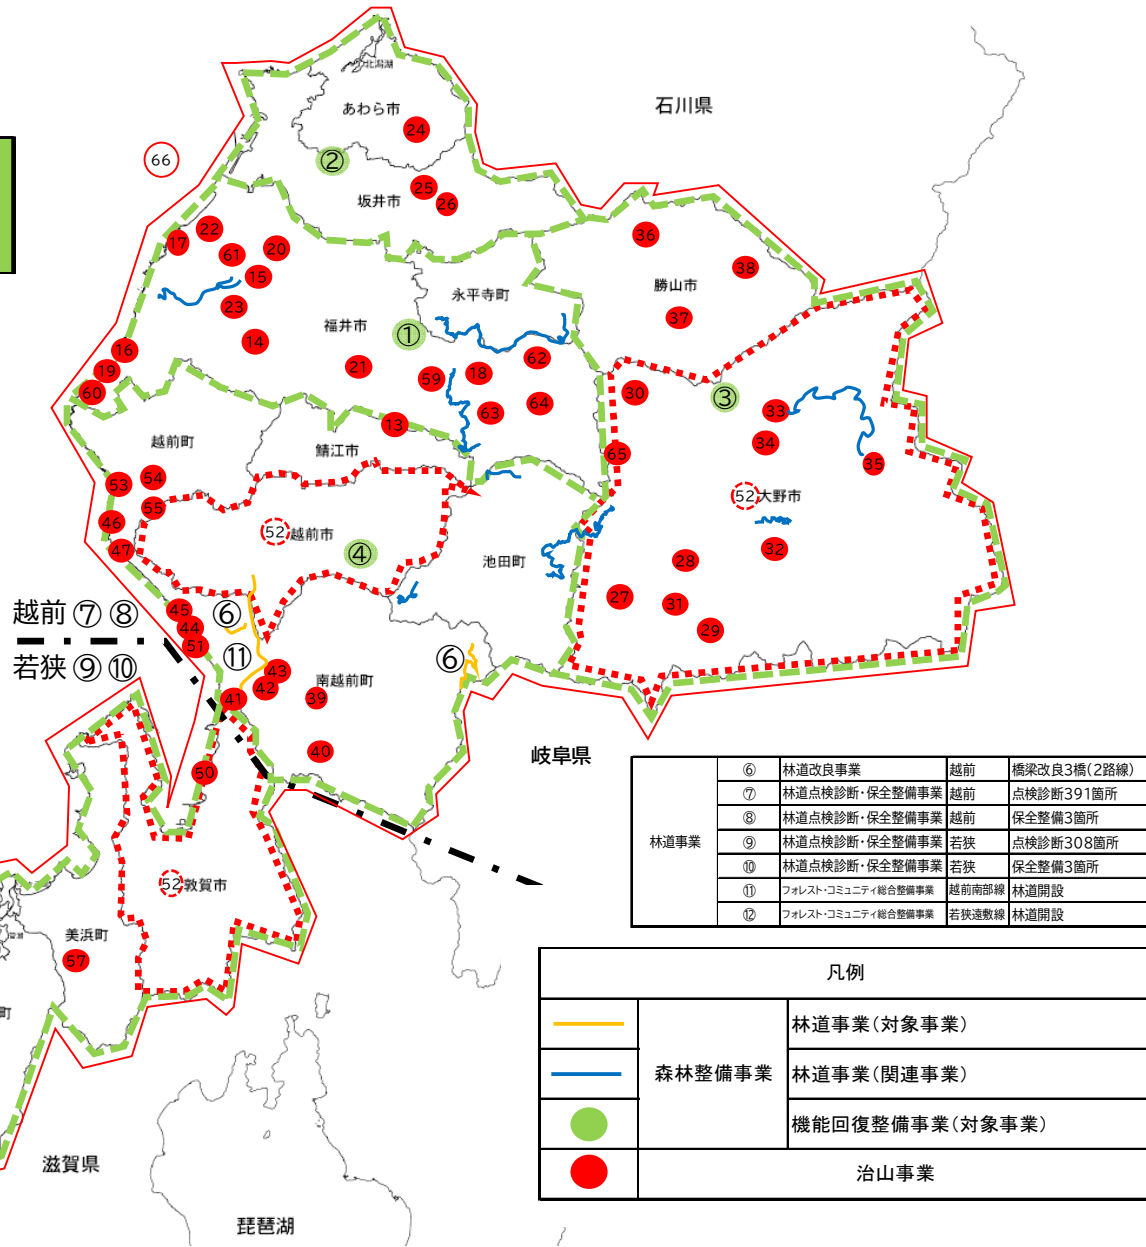 北潟湖
石川県
あわら市
24
66
②
25
坂井市
26
22
17
36
20
61
38
15
勝山市
永平寺町
23
37
福井市
①
14
16
62
21
19
18
59
60
30
③
64
33
63
13
越前町
34
鯖江市
65
35
54
53
52 大野市
55
46
52 越前市
32
47
④
池田町
28
27
31
45
⑥
越前 ⑦ ⑧
44
29
51
⑪
⑥
若狭 ⑨ ⑩
43
南越前町
42
39
41
40
岐阜県
50
林道事業
⑥ 林道改良事業 越前 橋梁改良3橋(2路線)
⑦ 林道点検診断・保全整備事業 越前 点検診断391箇所
⑧ 林道点検診断・保全整備事業 越前 保全整備3箇所
⑨ 林道点検診断・保全整備事業 若狭 点検診断308箇所
⑩ 林道点検診断・保全整備事業 若狭 保全整備3箇所
⑪ フォレスト・コミュニティ総合整備事業 越前南部線 林道開設
⑫ フォレスト・コミュニティ総合整備事業 若狭遠敷線 林道開設
52 敦賀市
美浜町
57
町
凡例
森林整備事業
林道事業(対象事業)
林道事業(関連事業)
機能回復整備事業(対象事業)
治山事業
滋賀県
琵琶湖